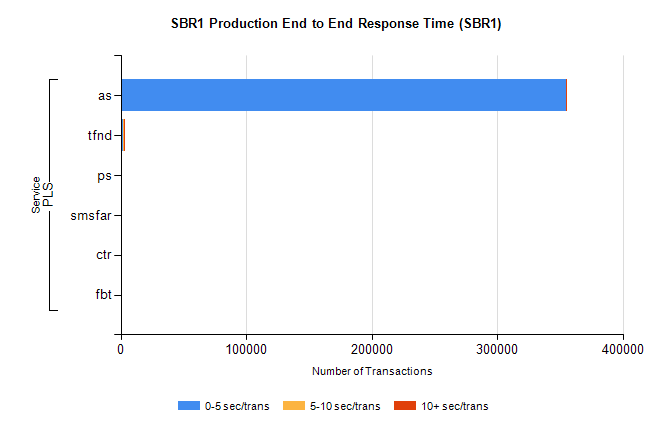 SBR1 Production End to End Response Time (SBR1)
Service
PLS
as
tfnd
ps
smsfar
ctr
fbt
0 100000 200000 300000 400000
Number of Transactions
0-5 sec/trans 5-10 sec/trans 10+ sec/trans